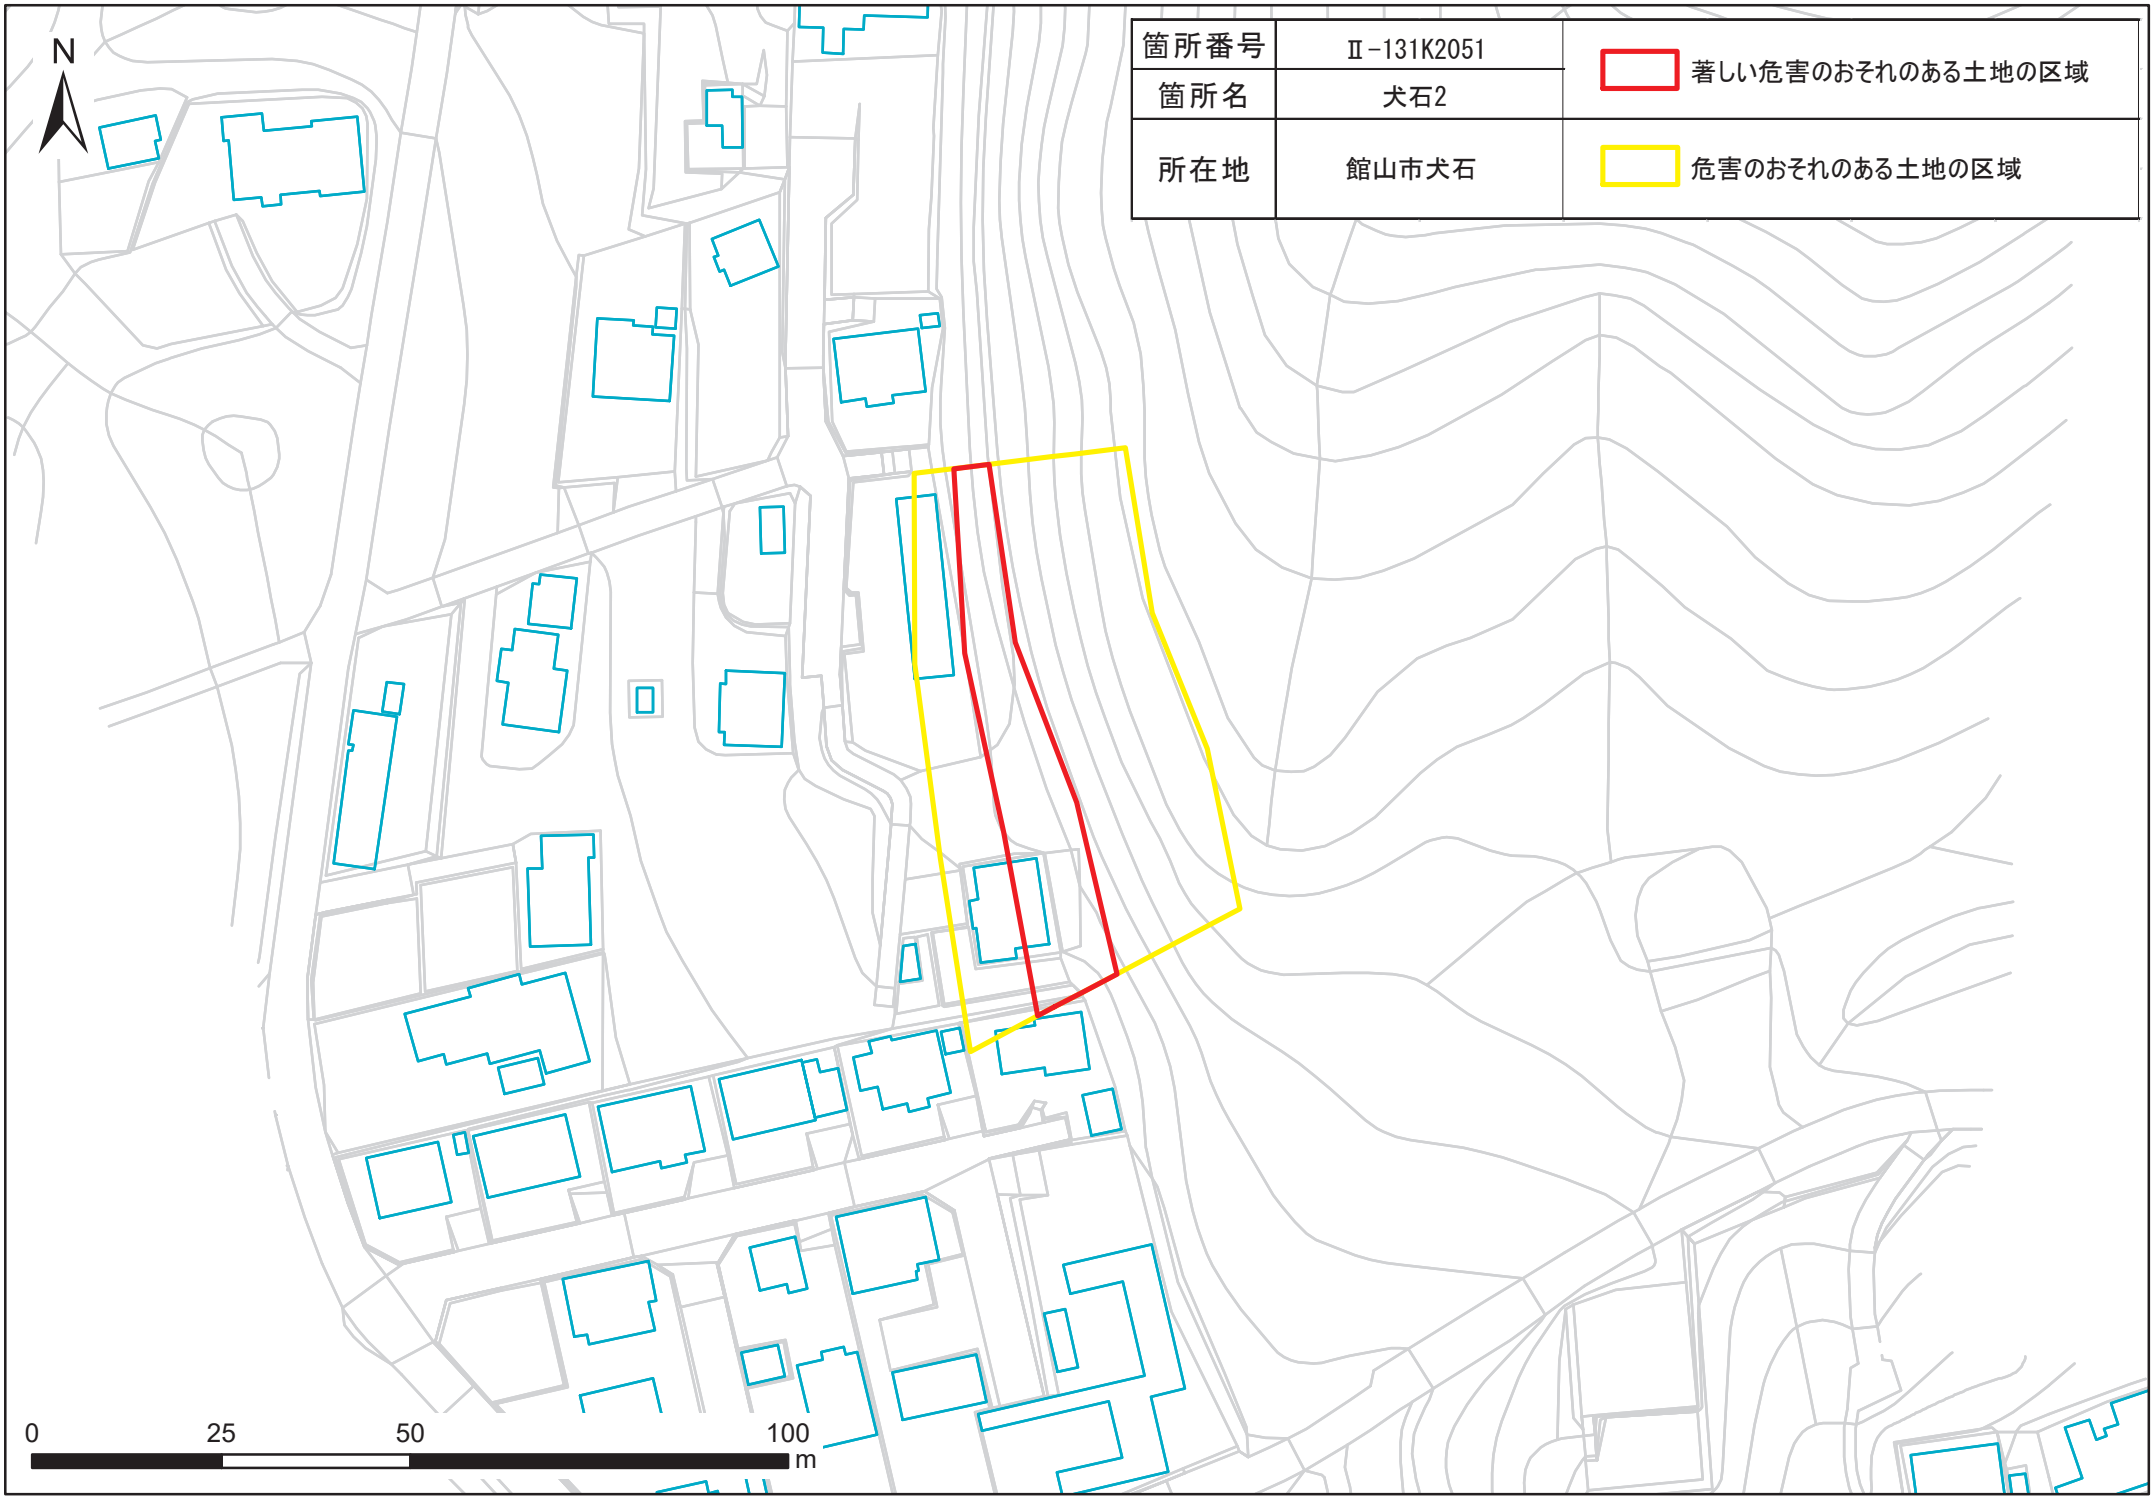 N
箇所番号 Ⅱ-131K2051
箇所名 犬石2
所在地 館山市犬石
著しい危害のおそれのある土地の区域
危害のおそれのある土地の区域
0 25 50 100
m